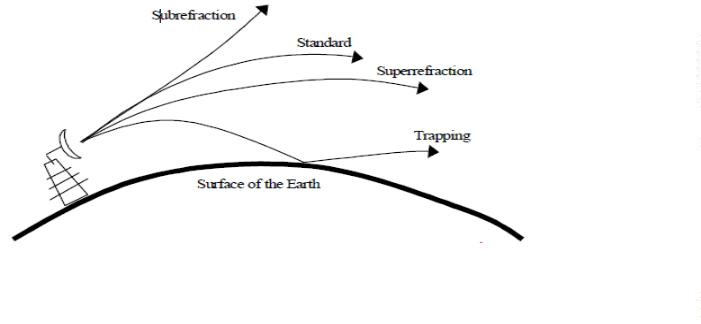 Subrefraction
Standard
Superrefraction
Trapping
Surface of the Earth